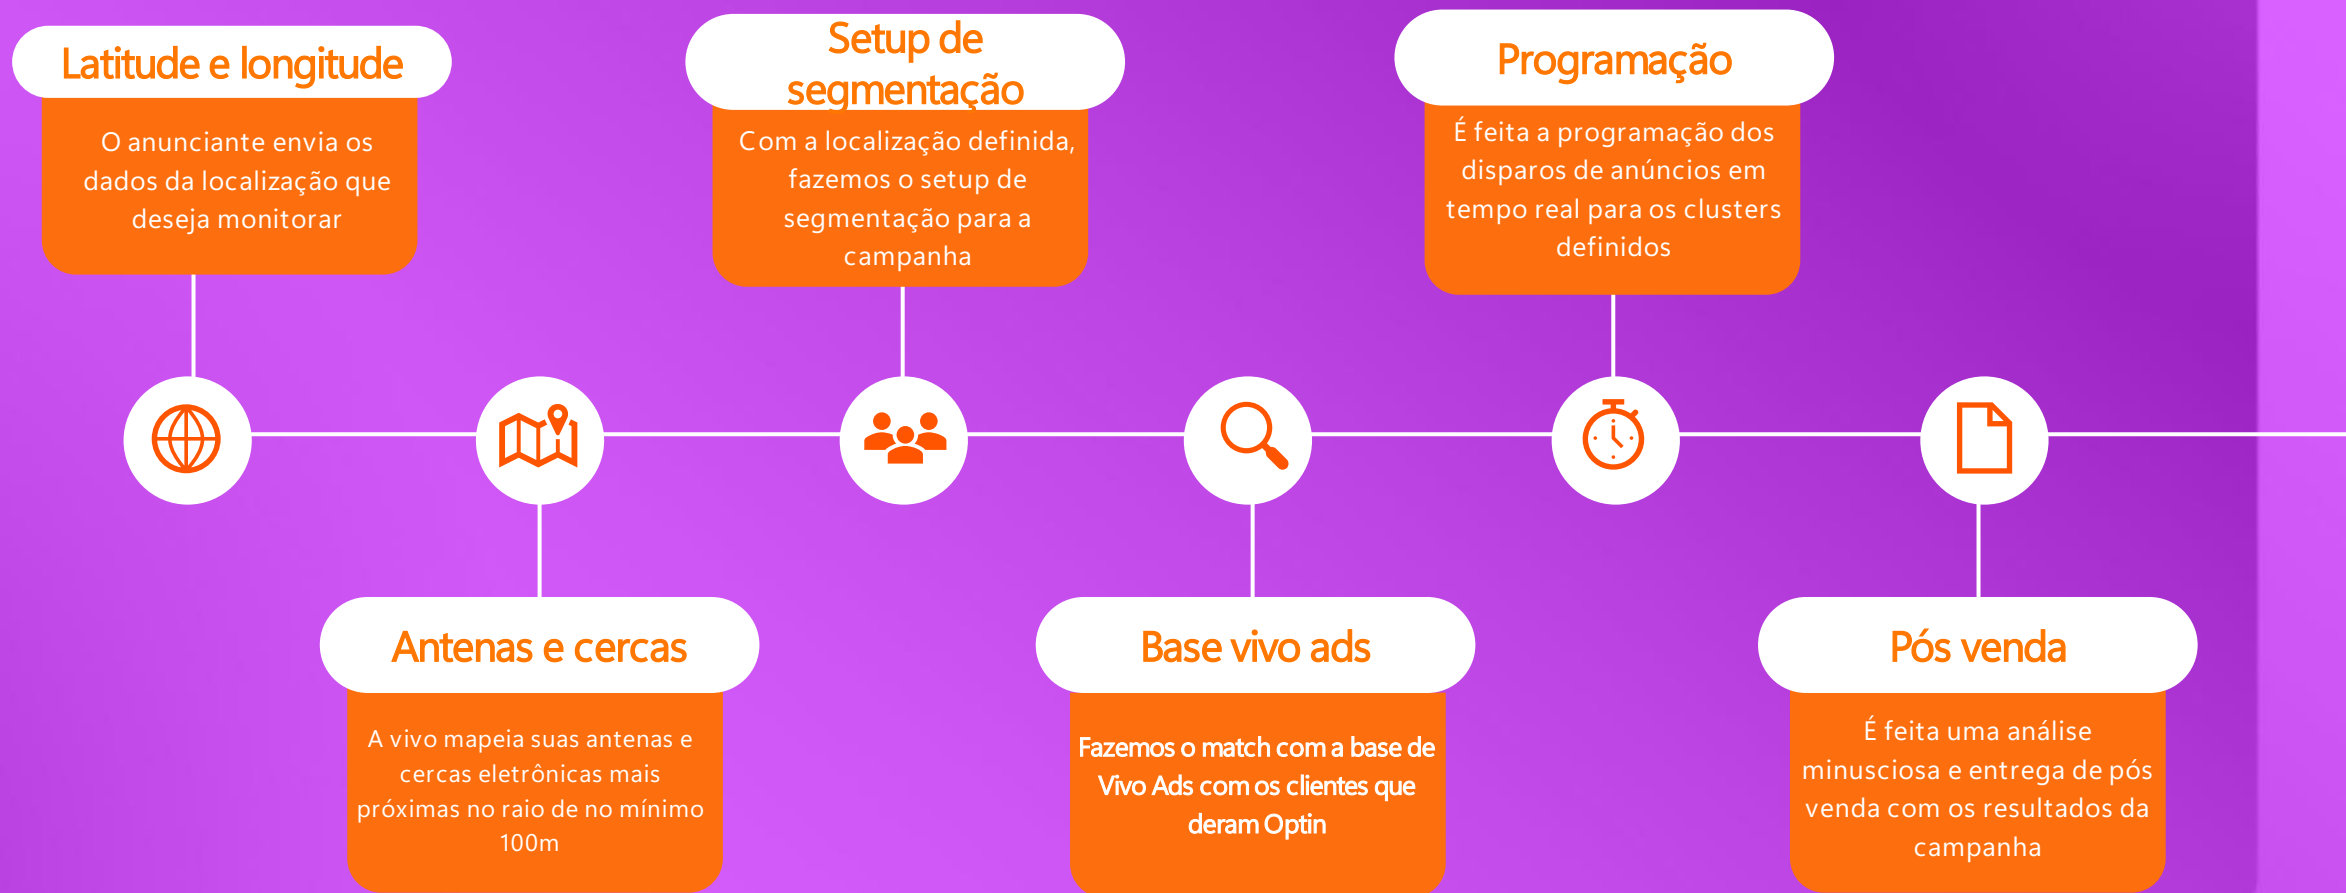 Latitude e longitude
O anunciante envia os
dados da localização que
deseja monitorar
Antenas e cercas
A vivo mapeia suas antenas e
cercas eletrônicas mais
próximas no raio de no mínimo
100m
Setup de
segmentação
Com a localização definida,
fazemos o setup de
segmentação para a
campanha
Base vivo ads
Fazemos o match com a base de
Vivo Ads com os clientes que
deram Optin
Programação
É feita a programação dos
disparos de anúncios em
tempo real para os clusters
definidos
Pós venda
É feita uma análise
minusciosa e entrega de pós
venda com os resultados da
campanha